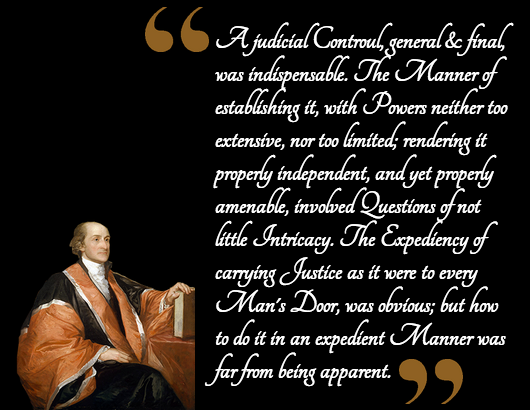 “ A judicial Controul, general & final,
was indispensable. The Manner of
establishing it, with Powers neither too
extensive, nor too limited; rendering it
properly independent, and yet properly
amenable, involved Questions of not
little Intricacy. The Expediency of
carrying Justice as it were to every
Man's Door, was obvious; but how
to do it in an expedient Manner was
far from being apparent. ”